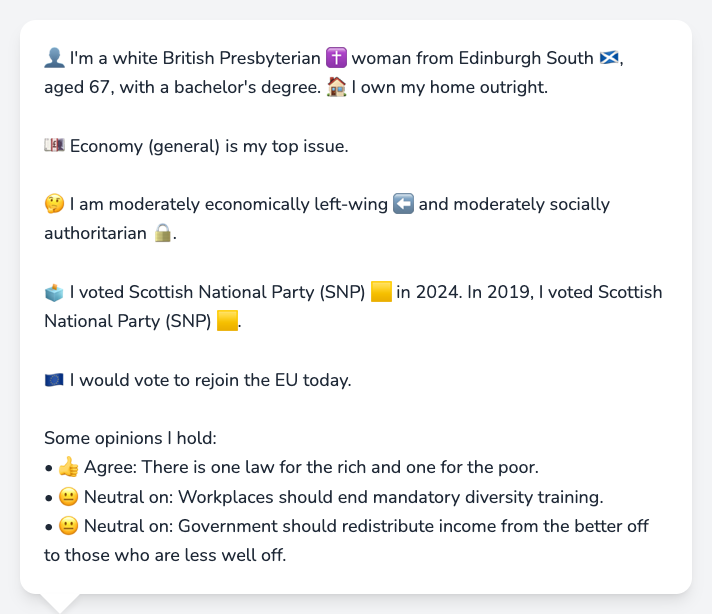 👤 I'm a white British Presbyterian ✝️ woman from Edinburgh South 🏴󠁧󠁢󠁳󠁣󠁴󠁿,
aged 67, with a bachelor's degree. 🏠 I own my home outright.
💷 Economy (general) is my top issue.
🤔 I am moderately economically left-wing ⬅️ and moderately socially
authoritarian 🔒.
🗳️ I voted Scottish National Party (SNP) 🟨 in 2024. In 2019, I voted Scottish
National Party (SNP) 🟨.
🇪🇺 I would vote to rejoin the EU today.
Some opinions I hold:
• 👍 Agree: There is one law for the rich and one for the poor.
• 😐 Neutral on: Workplaces should end mandatory diversity training.
• 😐 Neutral on: Government should redistribute income from the better off
to those who are less well off.